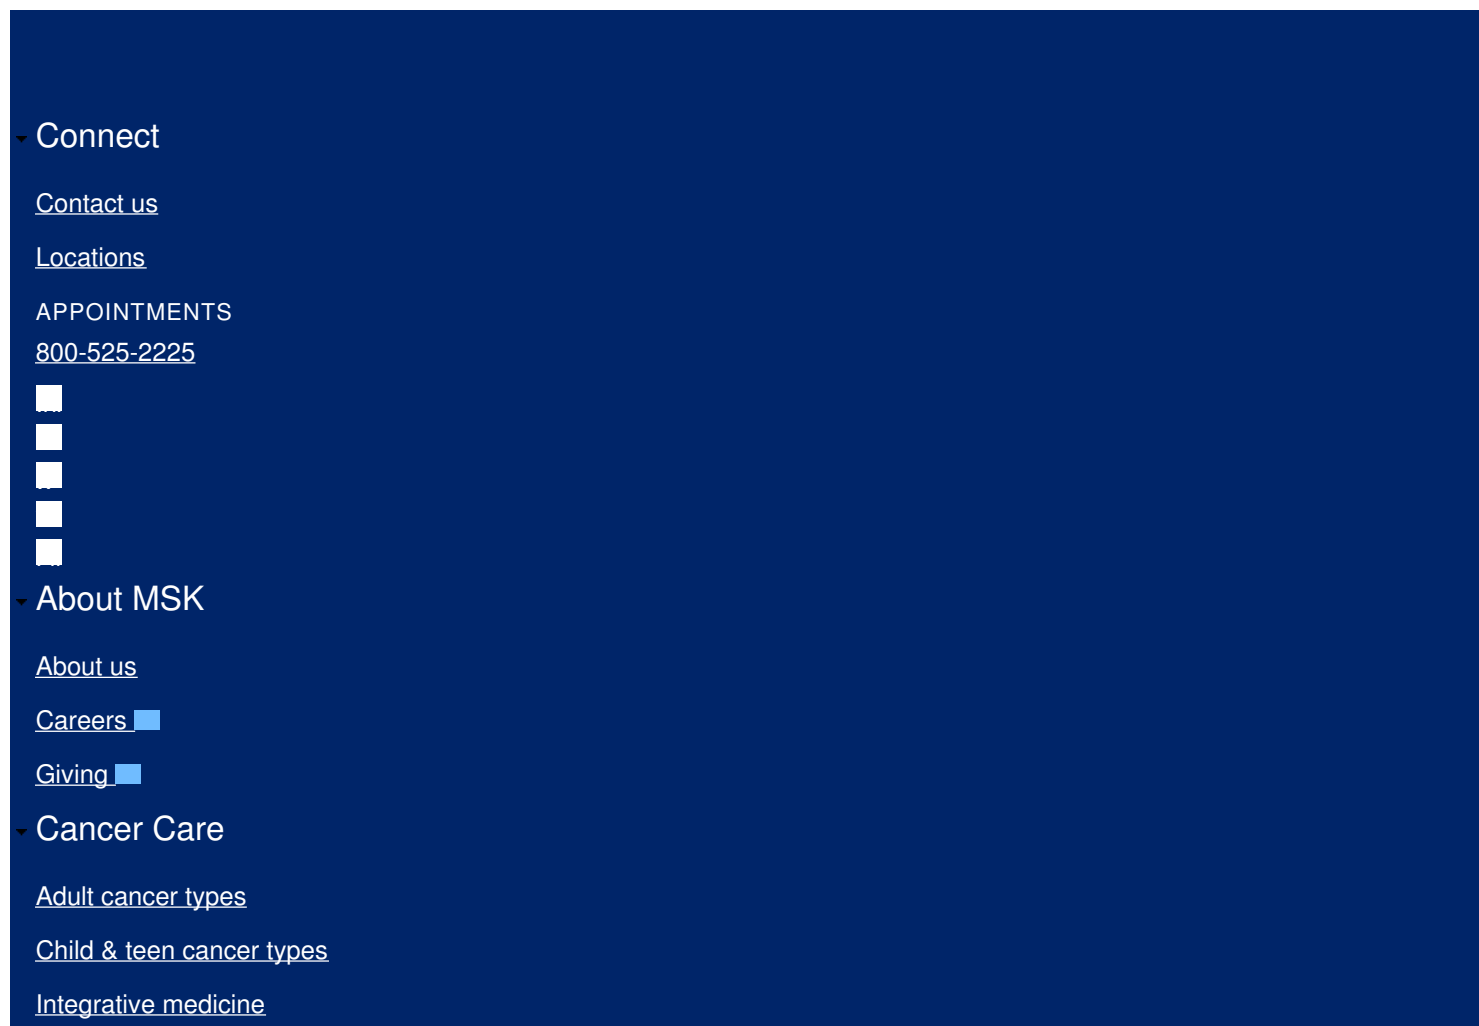 Connect
Contact us
Locations
APPOINTMENTS
800-525-2225
About MSK
About us
Careers
Giving
Cancer Care
Adult cancer types
Child & teen cancer types
Integrative medicine